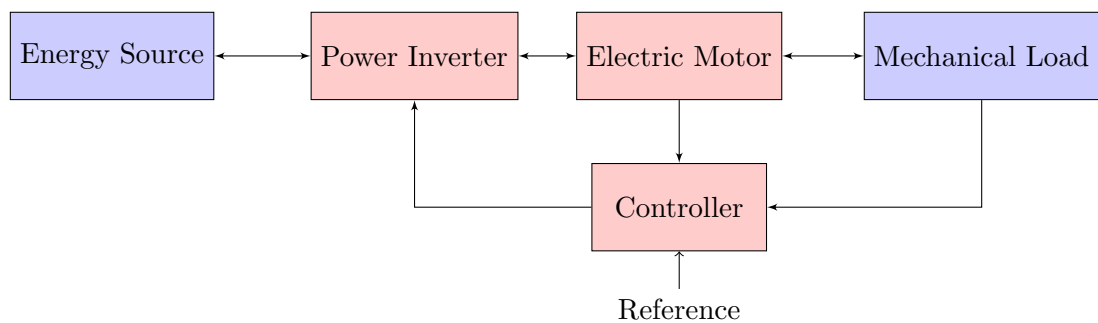 Energy Source
Power Inverter
Electric Motor
Mechanical Load
Controller
Reference